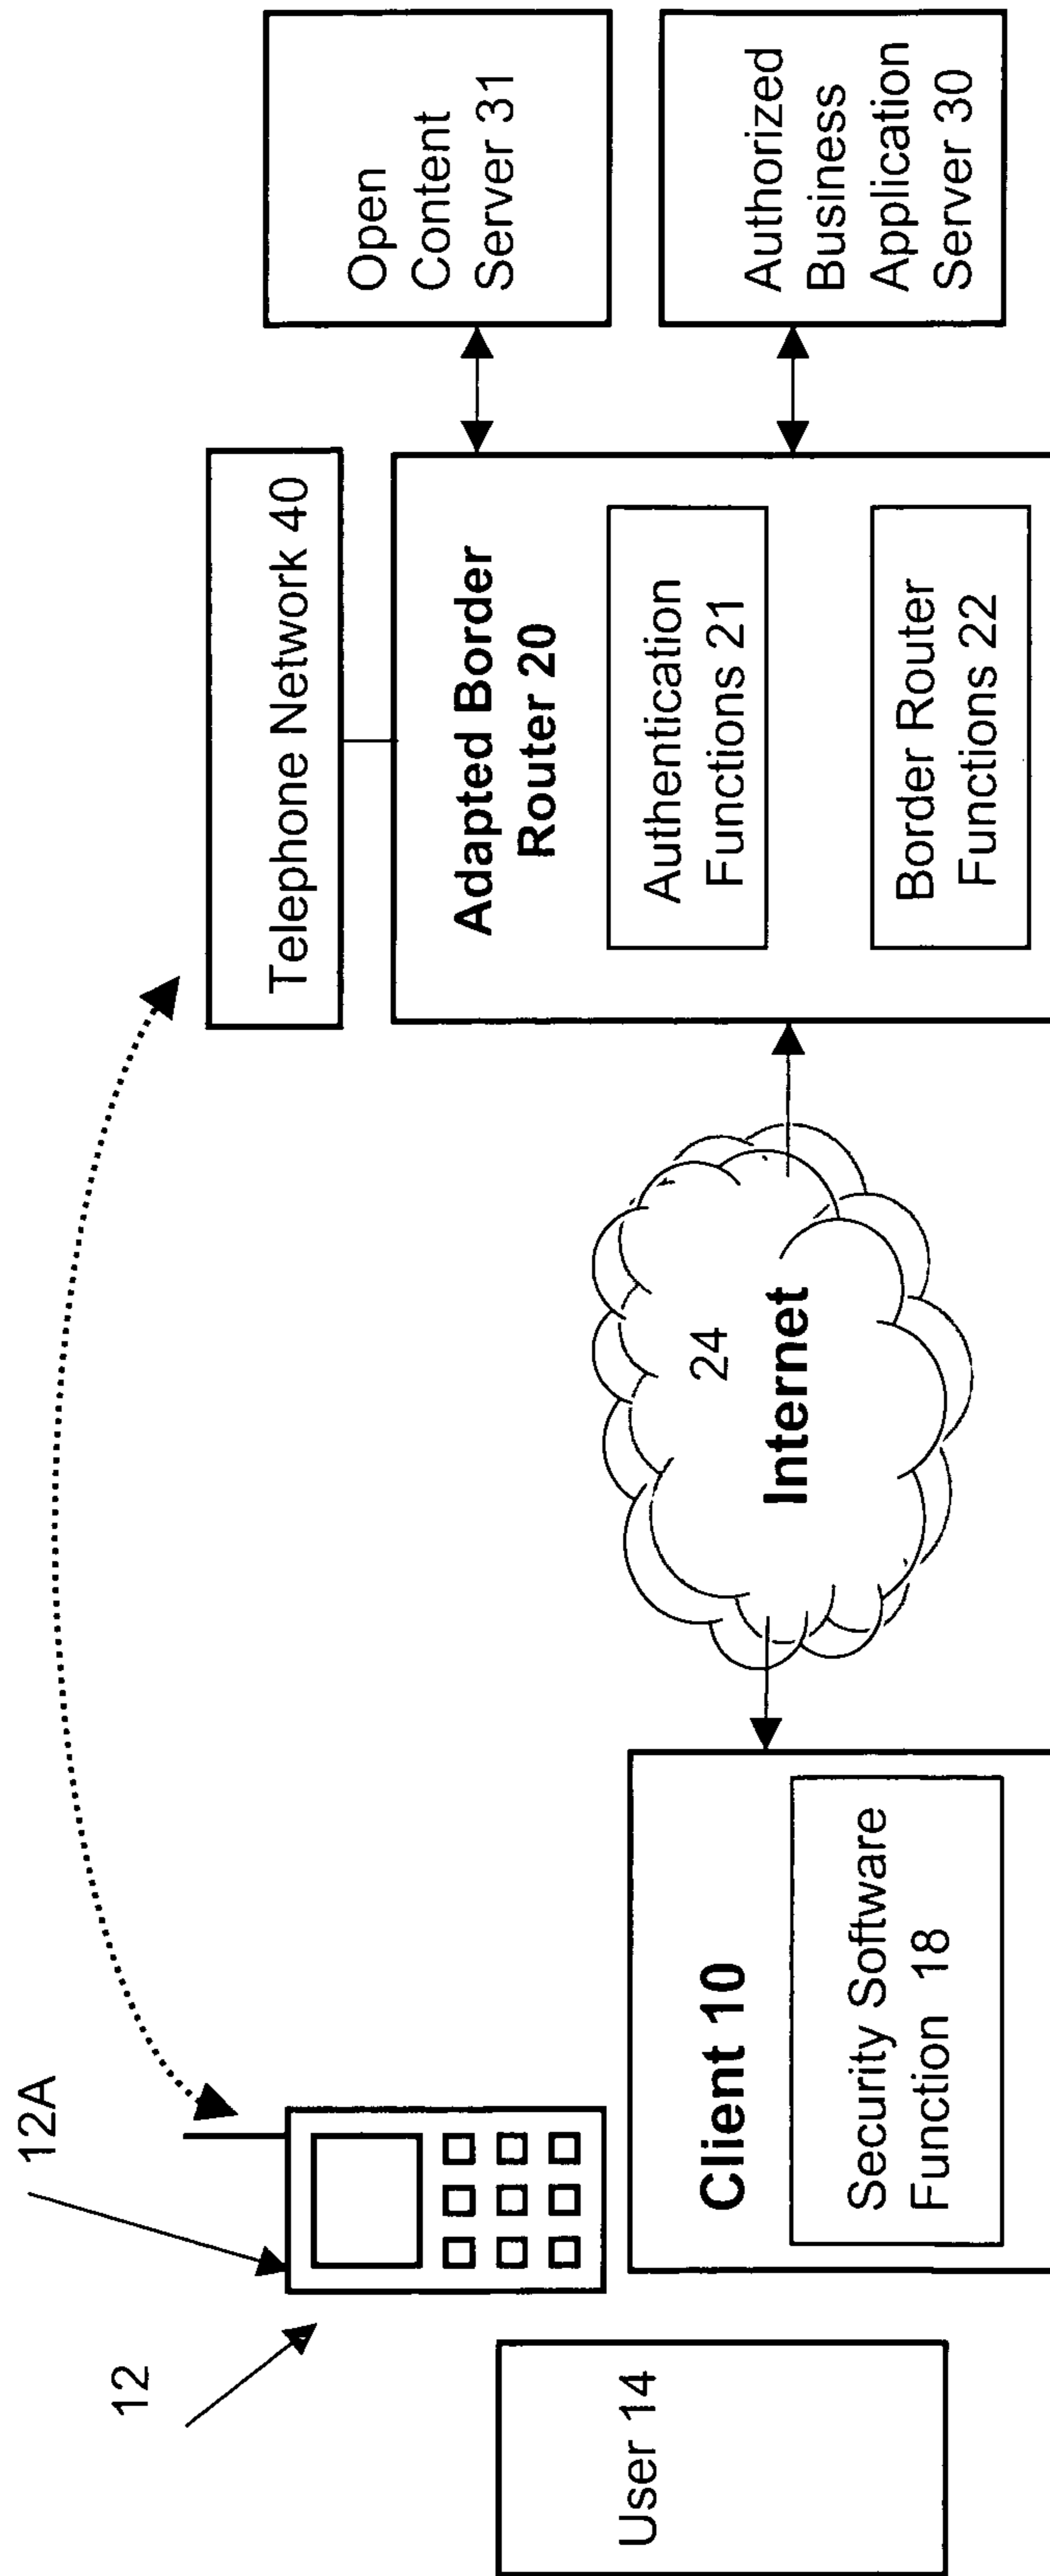 12A
12
User 14
Client 10
Security Software
Function 18
24
Internet
Telephone Network 40
Adapted Border
Router 20
Authentication
Functions 21
Border Router
Functions 22
Open
Content
Server 31
Authorized
Business
Application
Server 30